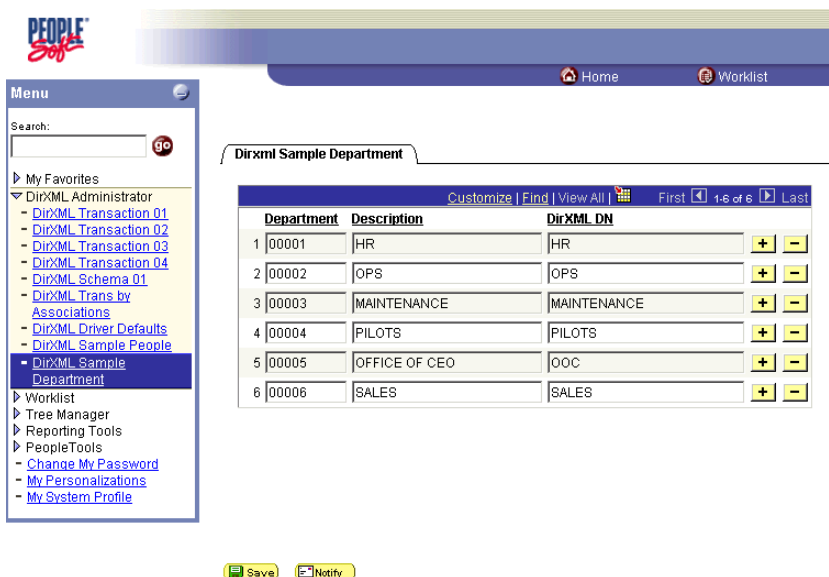 PEOPLE
Soft
Home Worklist
Menu
Search:
go
My Favorites
DirXML Administrator
DirXML Transaction 01
DirXML Transaction 02
DirXML Transaction 03
DirXML Transaction 04
DirXML Schema 01
DirXML Trans by
Associations
DirXML Driver Defaults
DirXML Sample People
DirXML Sample
Department
Worklist
Tree Manager
Reporting Tools
PeopleTools
Change My Password
My Personalizations
My System Profile
Dirxml Sample Department
Customize | Find | View All | First 1-6 of 6 Last
Department Description DirXML DN
1 00001 HR HR + -
2 00002 OPS OPS + -
3 00003 MAINTENANCE MAINTENANCE + -
4 00004 PILOTS PILOTS + -
5 00005 OFFICE OF CEO OOC + -
6 00006 SALES SALES + -
Save Notify